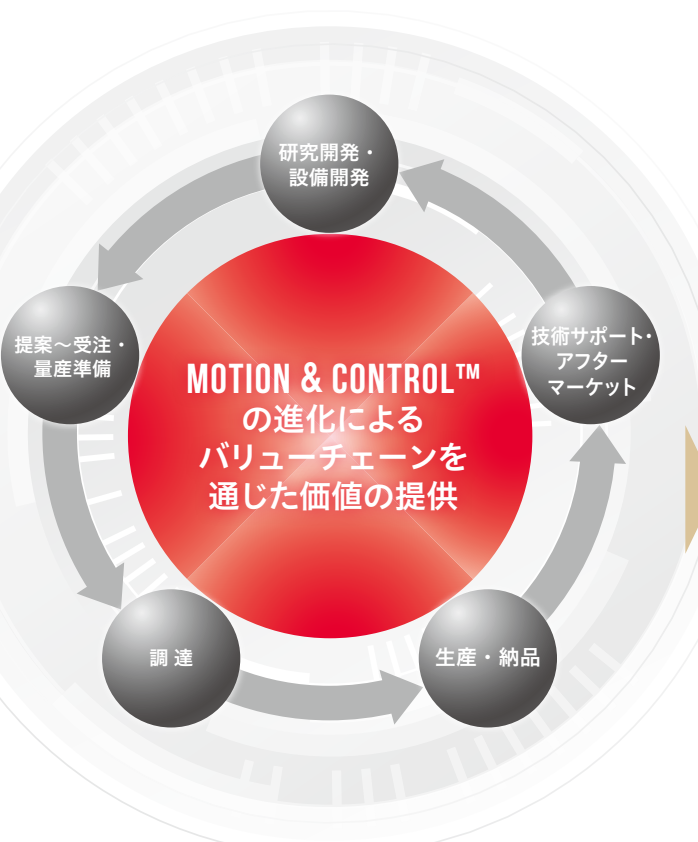 研究開発・
設備開発
提案～受注・
量産準備
技術サポート・
アフター
マーケット
MOTION & CONTROL™
の進化による
バリューチェーンを
通じた価値の提供
調達
生産・納品